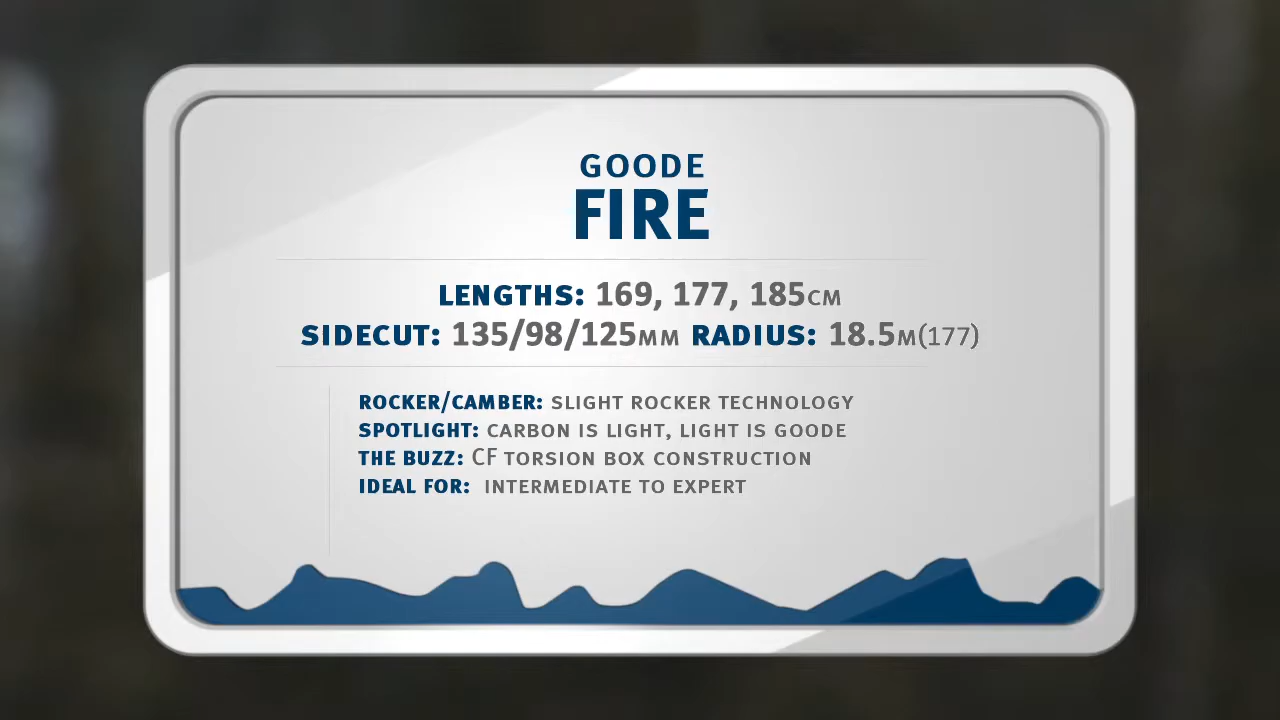 GOODE
FIRE
LENGTHS: 169, 177, 185CM
SIDECUT: 135/98/125MM RADIUS: 18.5M(177)
ROCKER/CAMBER: SLIGHT ROCKER TECHNOLOGY
SPOTLIGHT: CARBON IS LIGHT, LIGHT IS GOODE
THE BUZZ: CF TORSION BOX CONSTRUCTION
IDEAL FOR: INTERMEDIATE TO EXPERT